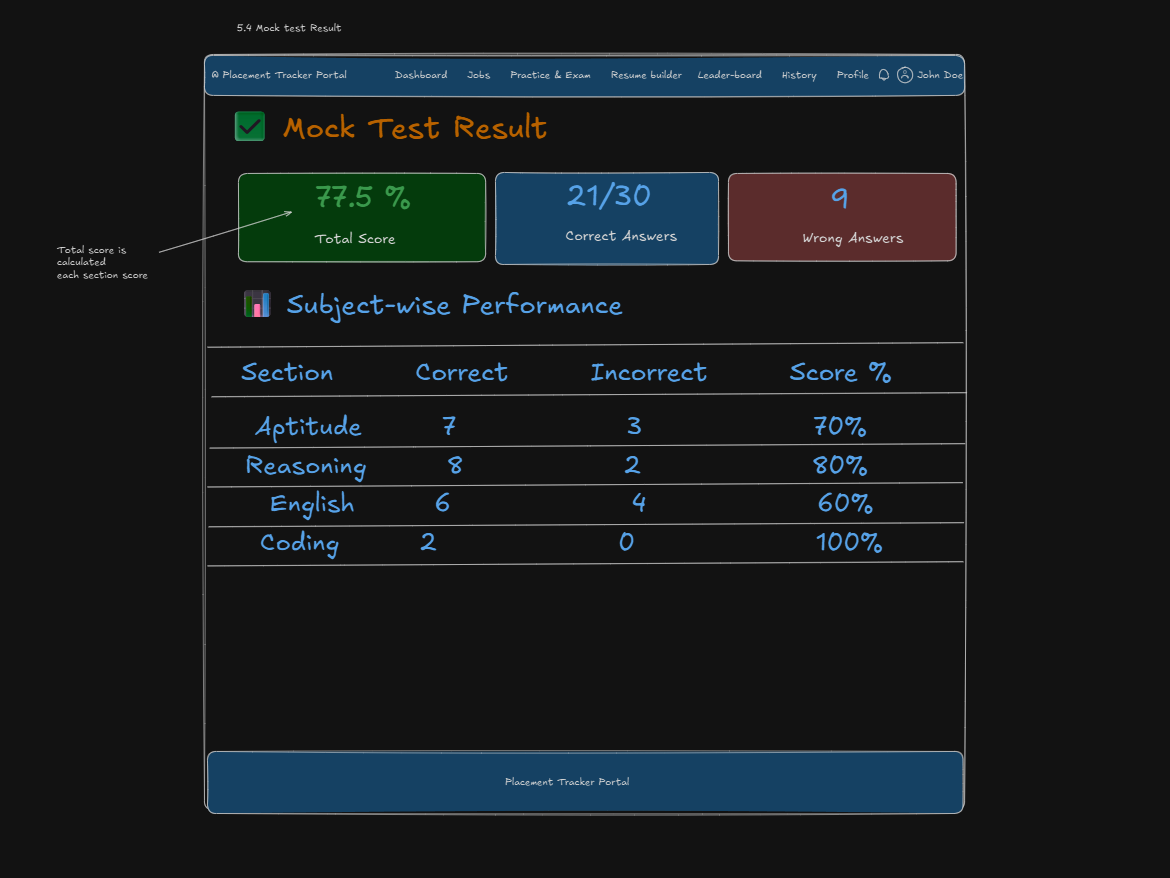 5.4 Mock test Result
Placement Tracker Portal Dashboard Jobs Practice & Exam Resume builder Leader-board History Profile John Doe
Mock Test Result
77.5 % 21/30 9
Total Score Correct Answers Wrong Answers
Total score is
calculated
each section score
Subject-wise Performance
Section Correct Incorrect Score %
Aptitude 7 3 70%
Reasoning 8 2 80%
English 6 4 60%
Coding 2 0 100%
Placement Tracker Portal